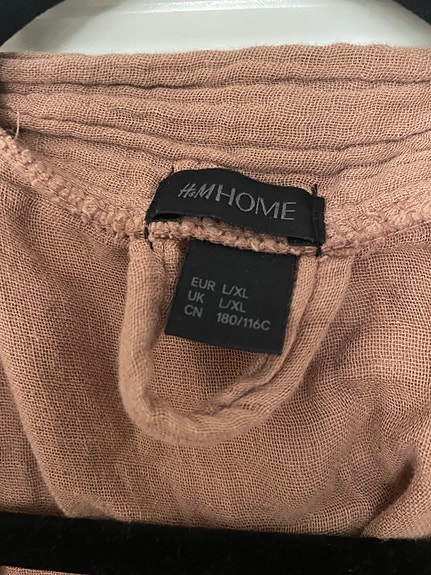 H&M HOME
EUR L/XL
UK L/XL
CN 180/116C